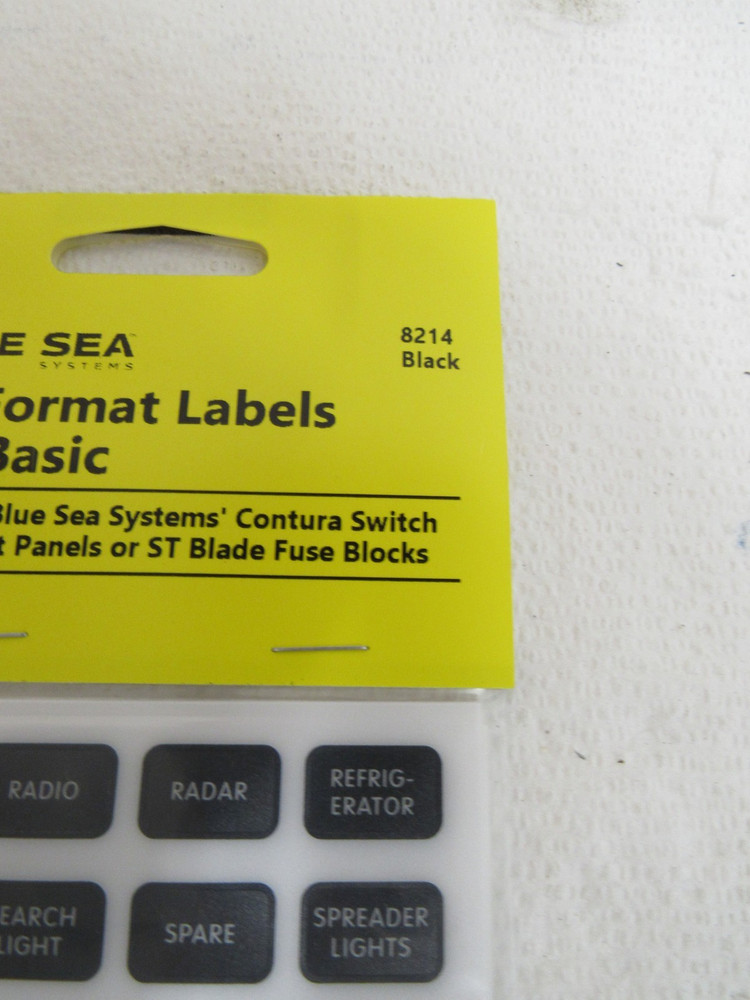 E SEA™
SYSTEMS
8214
Black
Format Labels
Basic
Blue Sea Systems' Contura Switch
t Panels or ST Blade Fuse Blocks
RADIO
RADAR
REFRIG-
ERATOR
EARCH
LIGHT
SPARE
SPREADER
LIGHTS